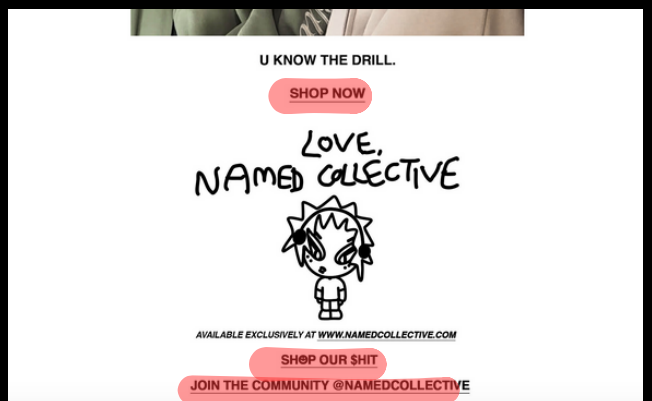 U KNOW THE DRILL.
SHOP NOW
LOVE,
NAMED COLLECTIVE
AVAILABLE EXCLUSIVELY AT WWW.NAMEDCOLLECTIVE.COM
SHOP OUR $HIT
JOIN THE COMMUNITY @NAMEDCOLLECTIVE